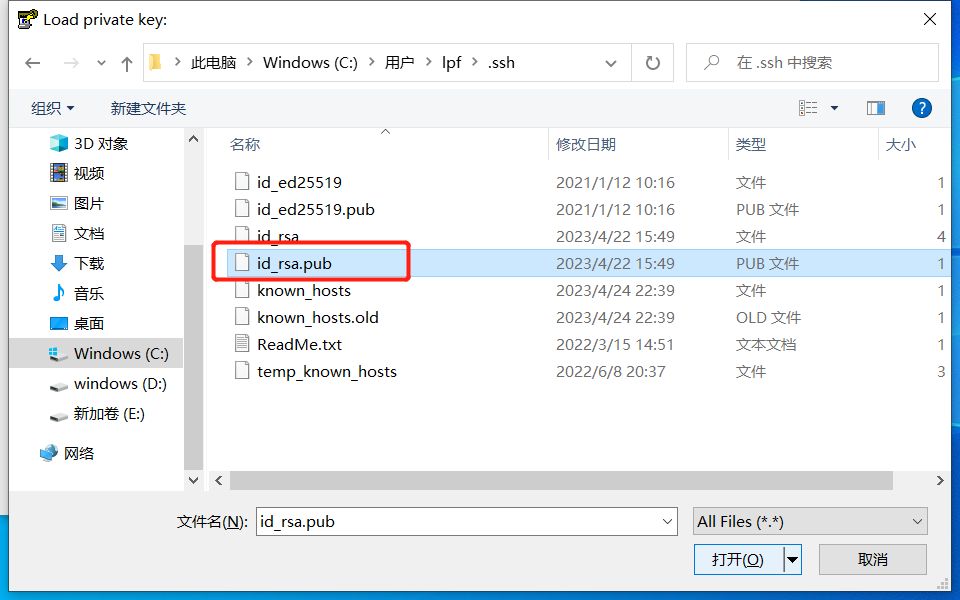 Load private key:
此电脑 Windows (C:) 用户 lpf .ssh
在 .ssh 中搜索
组织 新建文件夹
?
3D 对象
视频
图片
文档
下载
音乐
桌面
Windows (C:)
windows (D:)
新加卷 (E:)
网络
名称 修改日期 类型 大小
id_ed25519 2021/1/12 10:16 文件 1
id_ed25519.pub 2021/1/12 10:16 PUB 文件 1
id_rsa 2023/4/22 15:49 文件 4
id_rsa.pub 2023/4/22 15:49 PUB 文件 1
known_hosts 2023/4/24 22:39 文件 1
known_hosts.old 2023/4/24 22:39 OLD 文件 1
ReadMe.txt 2022/3/15 14:51 文本文档 1
temp_known_hosts 2022/6/8 20:37 文件 3
文件名(N): id_rsa.pub All Files (*.*)
打开(O) 取消